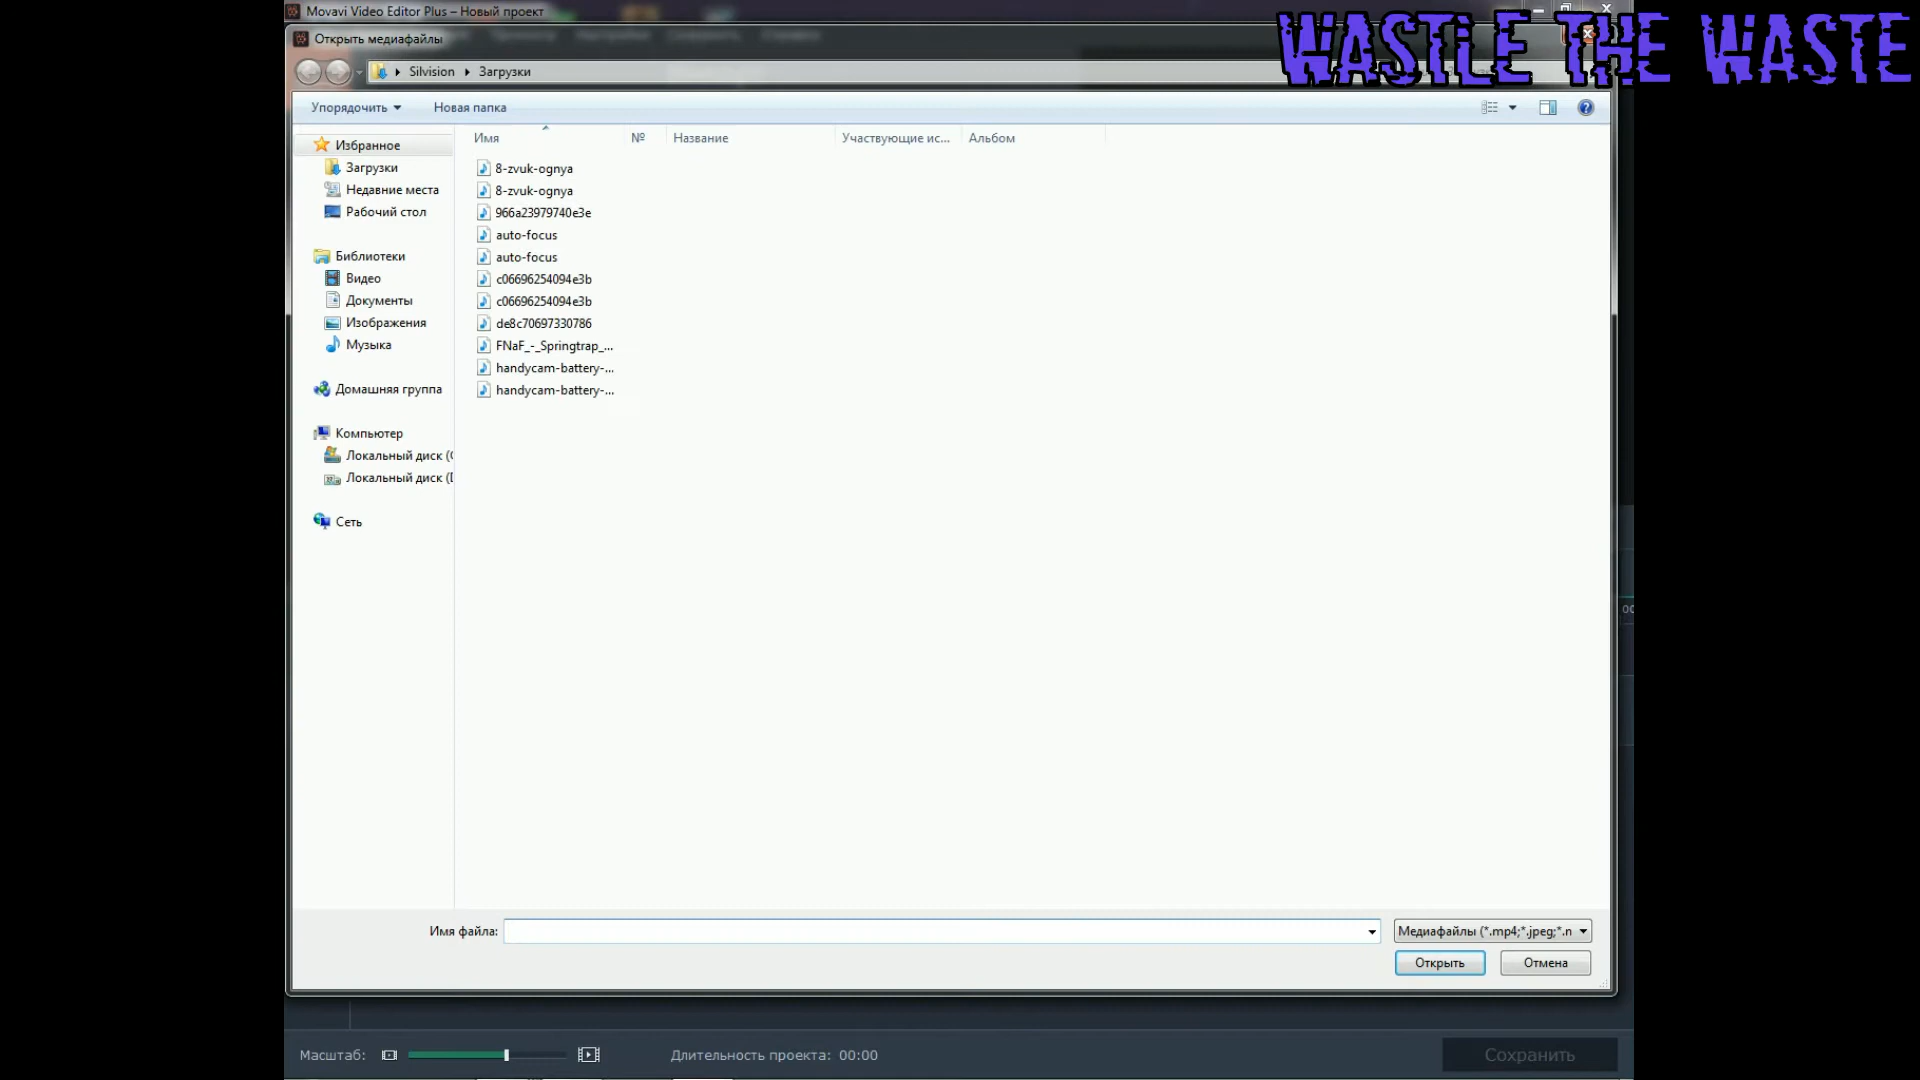 Movavi Video Editor Plus – Новый проект
WASTLE THE WASTE
Открыть медиафайлы
Silvision
Загрузки
Упорядочить
Новая папка
Имя
№
Название
Участвующие ис...
Альбом
Избранное
Загрузки
Недавние места
Рабочий стол
Библиотеки
Видео
Документы
Изображения
Музыка
Домашняя группа
Компьютер
Локальный диск (
Локальный диск (
Сеть
8-zvuk-ognya
8-zvuk-ognya
966a23979740e3e
auto-focus
auto-focus
c06696254094e3b
c06696254094e3b
de8c70697330786
FNaF_-_Springtrap_...
handycam-battery-...
handycam-battery-...
Имя файла:
Медиафайлы (*.mp4;*.jpeg;*.n
Открыть
Отмена
Масштаб:
Длительность проекта: 00:00
Сохранить